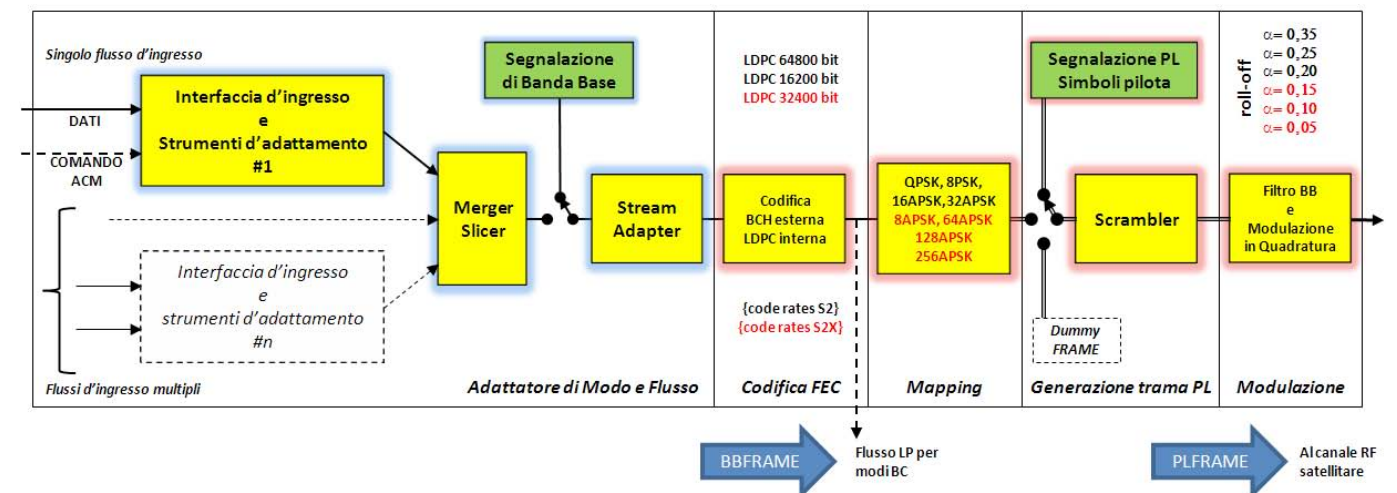 Singolo flusso d'ingresso
DATI
COMANDO
ACM
Interfaccia d'ingresso
e
Strumenti d'adattamento
#1
Interfaccia d'ingresso
e
strumenti d'adattamento
#n
Flussi d'ingresso multipli
Merger
Slicer
Segnalazione
di Banda Base
Stream
Adapter
Adattatore di Modo e Flusso
LDPC 64800 bit
LDPC 16200 bit
LDPC 32400 bit
Codifica
BCH esterna
LDPC interna
{code rates S2}
{code rates S2X}
Codifica FEC
QPSK, 8PSK,
16APSK,32APSK
8APSK, 64APSK
128APSK
256APSK
Mapping
Segnalazione PL
Simboli pilota
Scrambler
Dummy
FRAME
Generazione trama PL
roll-off
α= 0,35
α= 0,25
α= 0,20
α= 0,15
α= 0,10
α= 0,05
Filtro BB
e
Modulazione
in Quadratura
Modulazione
BBFRAME
Flusso LP per
modi BC
PLFRAME
Al canale RF
satellitare